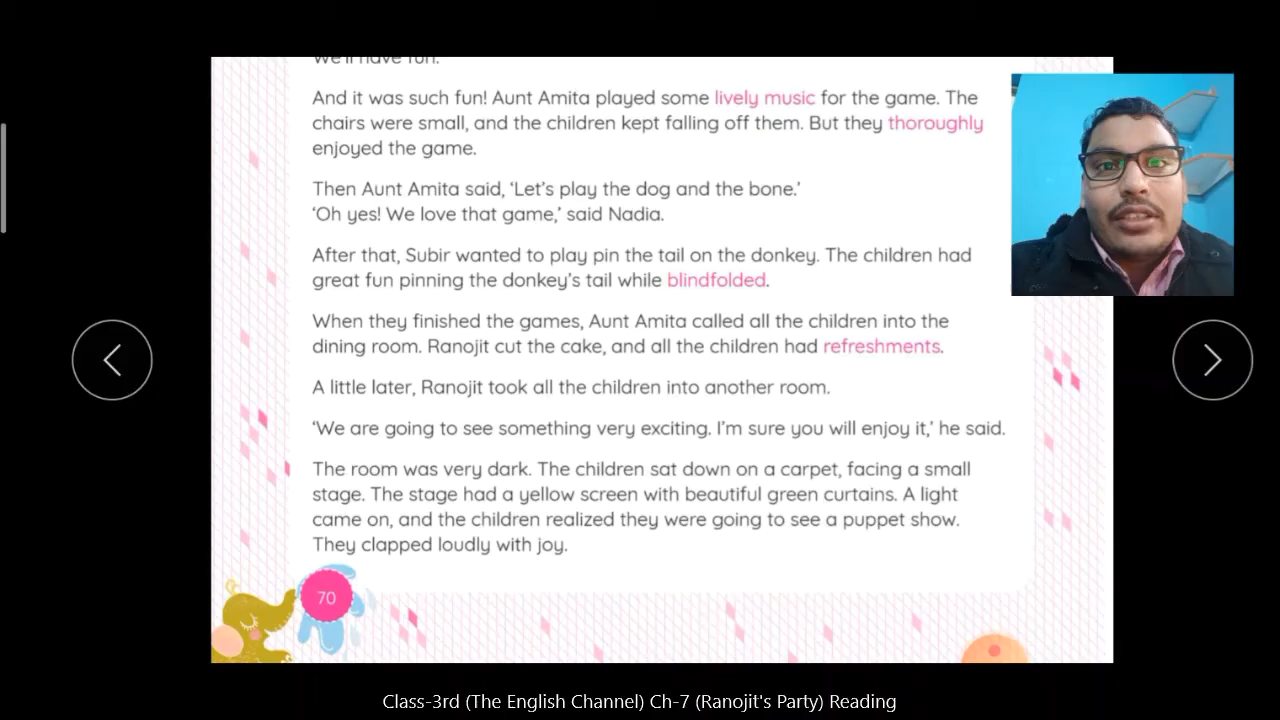 We'll have fun.
And it was such fun! Aunt Amita played some lively music for the game. The
chairs were small, and the children kept falling off them. But they thoroughly
enjoyed the game.
Then Aunt Amita said, ‘Let’s play the dog and the bone.’
‘Oh yes! We love that game,’ said Nadia.
After that, Subir wanted to play pin the tail on the donkey. The children had
great fun pinning the donkey’s tail while blindfolded.
When they finished the games, Aunt Amita called all the children into the
dining room. Ranojit cut the cake, and all the children had refreshments.
A little later, Ranojit took all the children into another room.
‘We are going to see something very exciting. I’m sure you will enjoy it,’ he said.
The room was very dark. The children sat down on a carpet, facing a small
stage. The stage had a yellow screen with beautiful green curtains. A light
came on, and the children realized they were going to see a puppet show.
They clapped loudly with joy.
70
Class-3rd (The English Channel) Ch-7 (Ranojit's Party) Reading